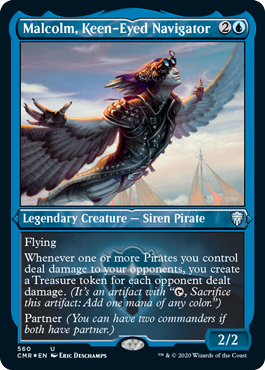 Malcolm, Keen-Eyed Navigator 2
Legendary Creature — Siren Pirate
Flying
Whenever one or more Pirates you control
deal damage to your opponents, you create
a Treasure token for each opponent dealt
damage. (It's an artifact with "T, Sacrifice
this artifact: Add one mana of any color.")
Partner (You can have two commanders if
both have partner.)
2/2
560 U
CMR ★ EN Eric Deschamps ™ & © 2020 Wizards of the Coast